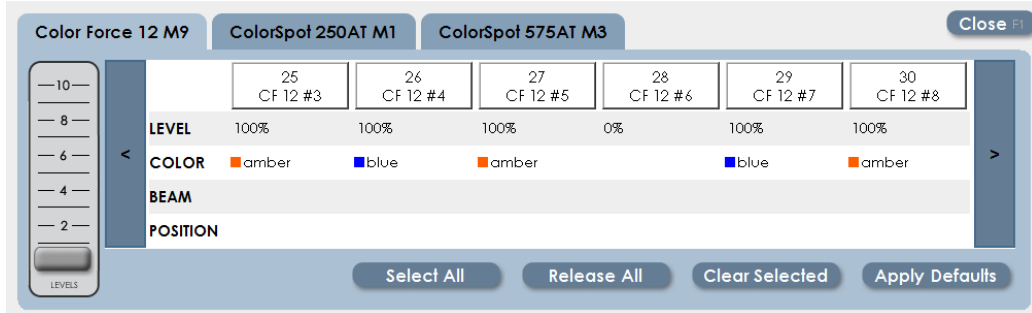 Color Force 12 M9 ColorSpot 250AT M1 ColorSpot 575AT M3 Close F1
10
8
6
4
2
LEVELS
<
25 26 27 28 29 30
CF 12 #3 CF 12 #4 CF 12 #5 CF 12 #6 CF 12 #7 CF 12 #8
LEVEL 100% 100% 100% 0% 100% 100%
COLOR amber blue amber blue amber
BEAM
POSITION
>
Select All Release All Clear Selected Apply Defaults